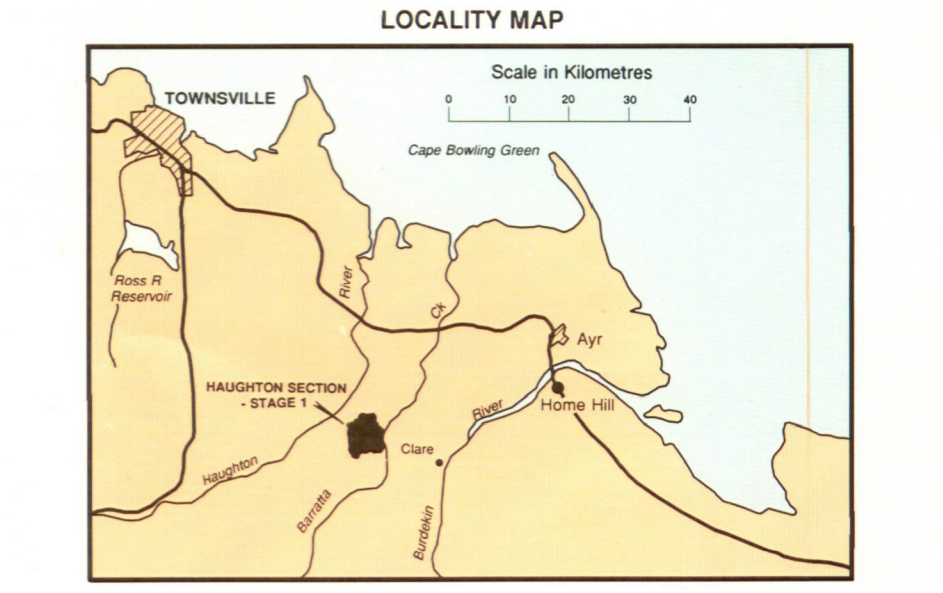 LOCALITY MAP
Scale in Kilometres
0 10 20 30 40
TOWNSVILLE
Cape Bowling Green
Ross R
Reservoir
River
Ck
Ayr
HAUGHTON SECTION
- STAGE 1
River
Home Hill
Clare
Haughton
Barratta
Burdekin